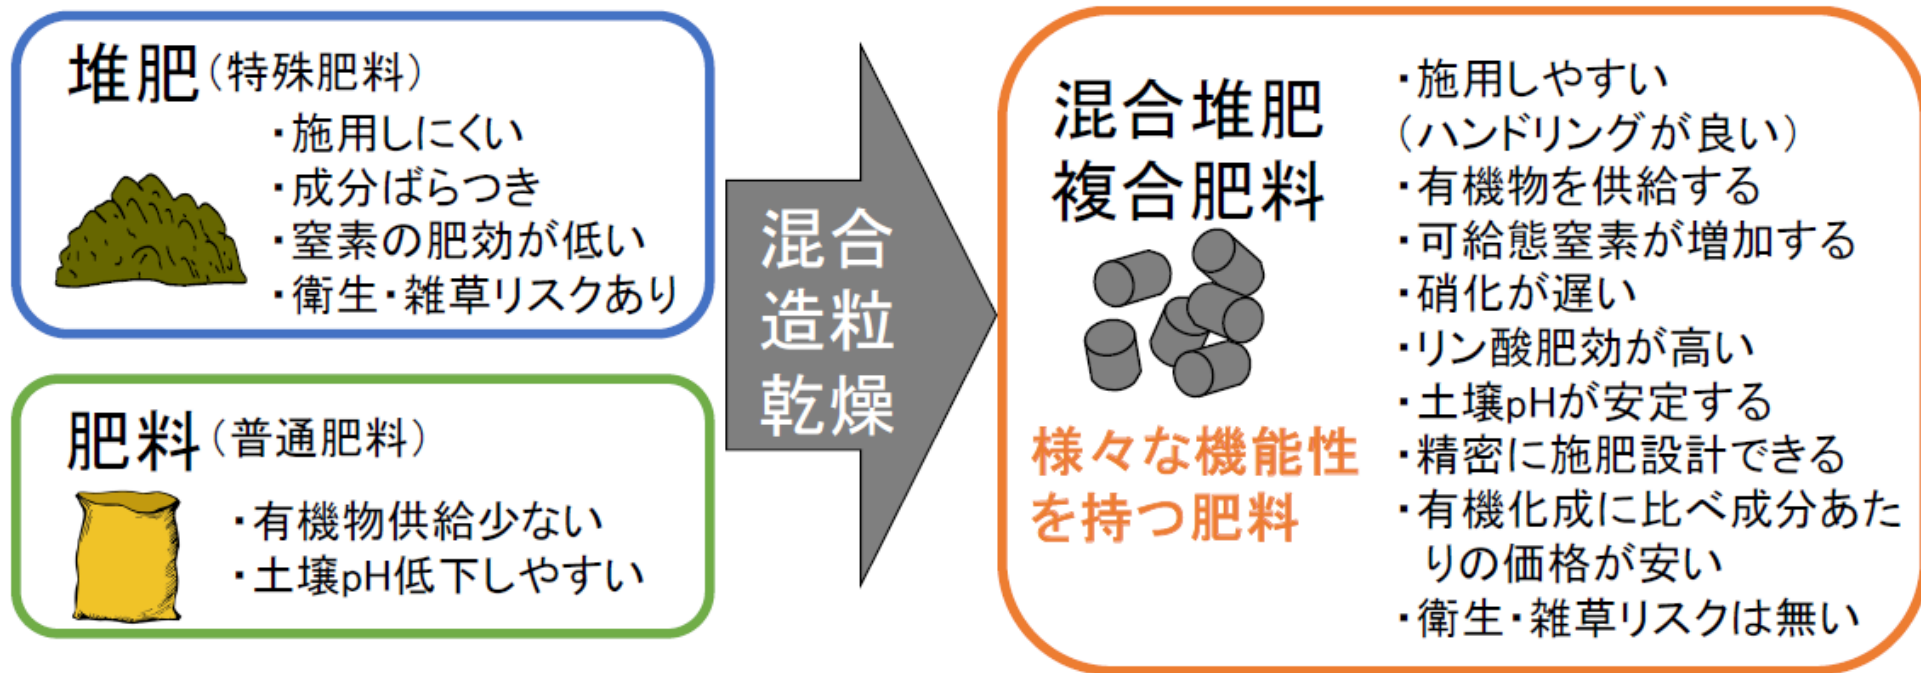 堆肥(特殊肥料)
・施用しにくい
・成分ばらつき
・窒素の肥効が低い
・衛生・雑草リスクあり
肥料(普通肥料)
・有機物供給少ない
・土壌pH低下しやすい
混合
造粒
乾燥
混合堆肥
複合肥料
様々な機能性
を持つ肥料
・施用しやすい
(ハンドリングが良い)
・有機物を供給する
・可給態窒素が増加する
・硝化が遅い
・リン酸肥効が高い
・土壌pHが安定する
・精密に施肥設計できる
・有機化成に比べ成分あた
りの価格が安い
・衛生・雑草リスクは無い